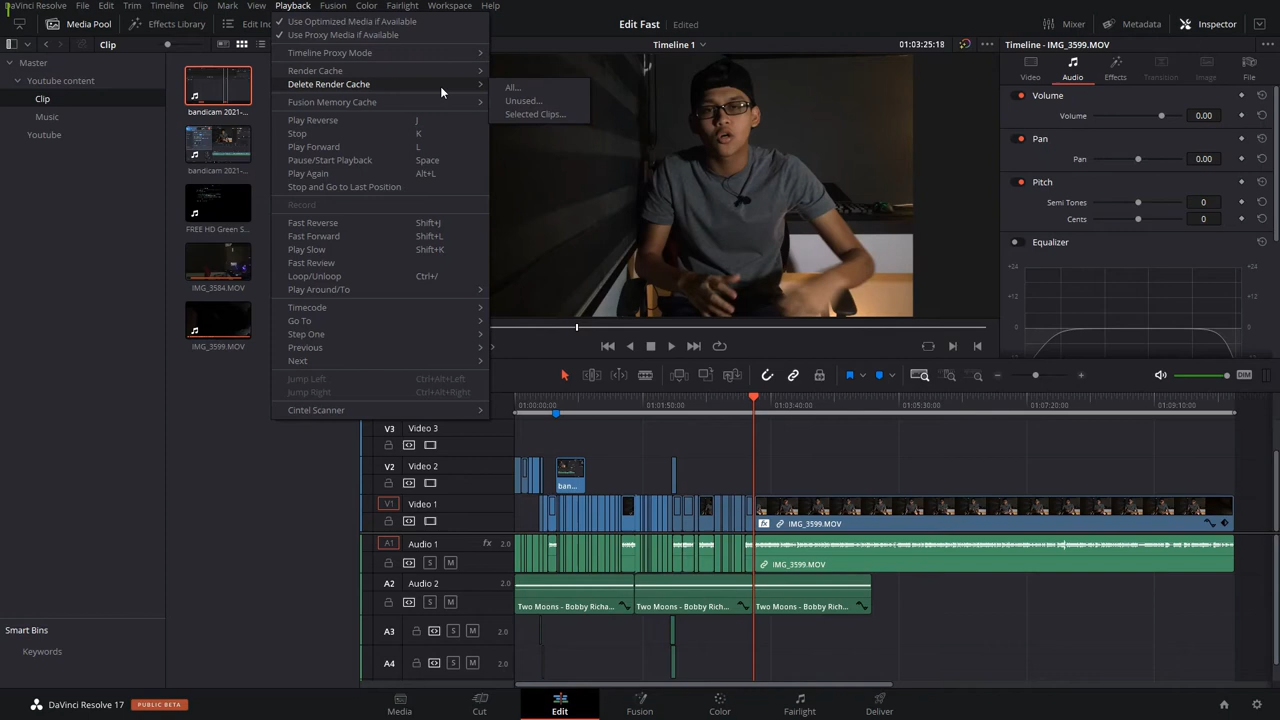 DaVinci Resolve File Edit Trim Timeline Clip Mark View Playback Fusion Color Fairlight Workspace Help
Media Pool Effects Library Edit Edit Fast Edited Mixer Metadata Inspector
Clip Timeline 1 01:03:25:18 Timeline - IMG_3599.MOV
Master
Youtube content
Clip
Music
Youtube
bandicam 2021-...
bandicam 2021-...
FREE HD Green S...
IMG_3584.MOV
IMG_3599.MOV
Use Optimized Media if Available
Use Proxy Media if Available
Timeline Proxy Mode
Render Cache
Delete Render Cache
Fusion Memory Cache
Play Reverse J
Stop K
Play Forward L
Pause/Start Playback Space
Play Again Alt+L
Stop and Go to Last Position
Record
Fast Reverse Shift+J
Fast Forward Shift+L
Play Slow Shift+K
Fast Review
Loop/Unloop Ctrl+/
Play Around/To
Timecode
Go To
Step One
Previous
Next
Jump Left Ctrl+Alt+Left
Jump Right Ctrl+Alt+Right
Cintel Scanner
All...
Unused...
Selected Clips...
Video Audio Effects Transition Image File
Volume
Volume 0.00
Pan
Pan 0.00
Pitch
Semi Tones 0
Cents 0
Equalizer
+24 +24
+12 +12
0 0
DIM
01:00:00:00 01:01:50:00 01:03:40:00 01:05:30:00 01:07:20:00 01:09:10:00
V3 Video 3
V2 Video 2
ban...
V1 Video 1
IMG_3599.MOV
A1 Audio 1 fx 2.0
S M
IMG_3599.MOV
A2 Audio 2 2.0
S M
Two Moons - Bobby Richa... Two Moons - Bobby Rich... Two Moons - Bobby Rich...
A3 S M 2.0
A4 S M 2.0
Smart Bins
Keywords
DaVinci Resolve 17 PUBLIC BETA
Media Cut Edit Fusion Color Fairlight Deliver